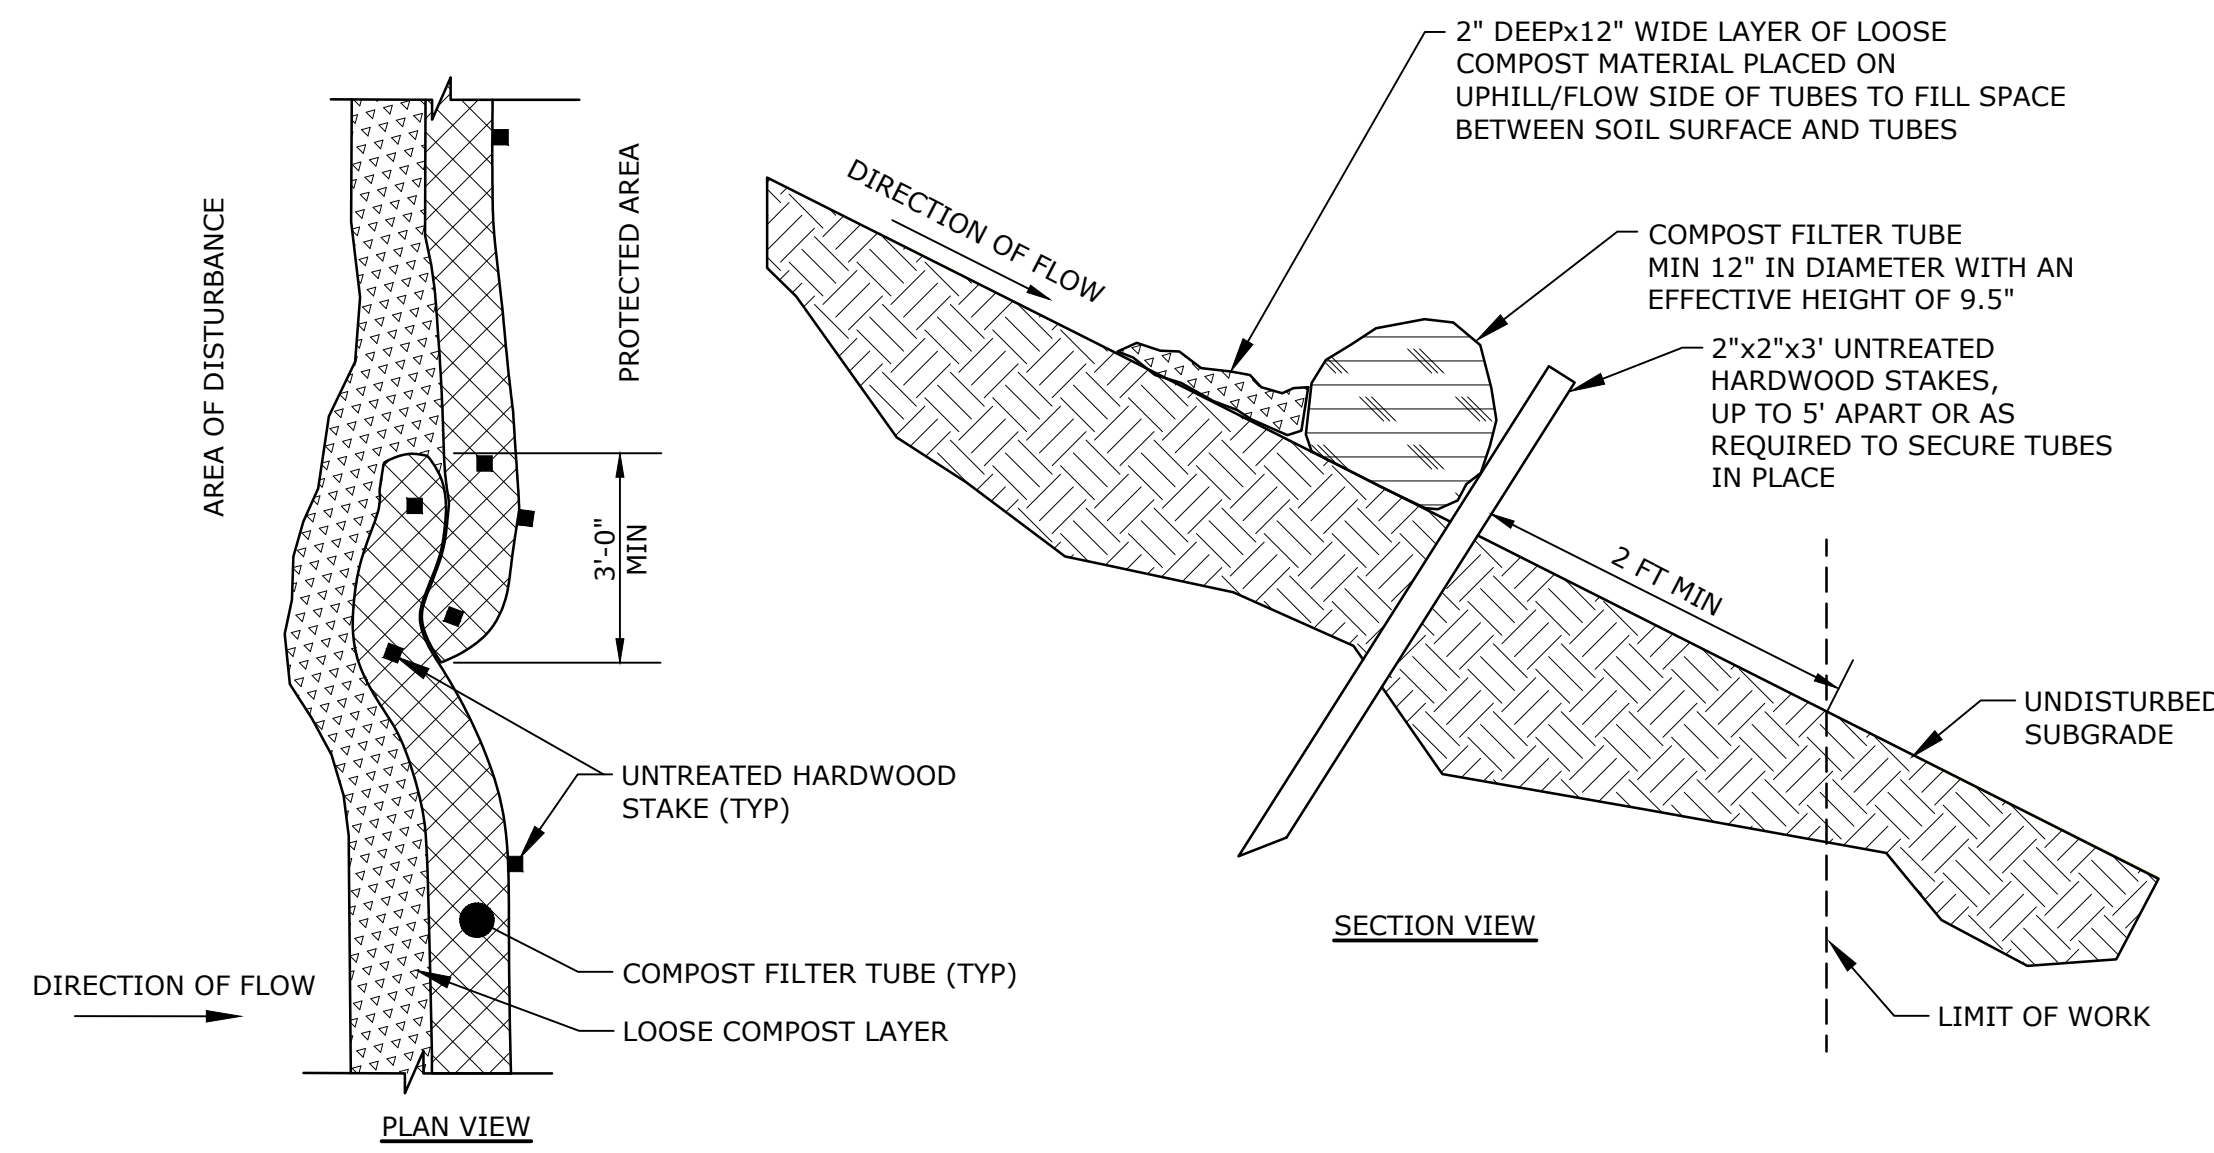 AREA OF DISTURBANCE
PROTECTED AREA
3'-0"
MIN
UNTREATED HARDWOOD
STAKE (TYP)
COMPOST FILTER TUBE (TYP)
LOOSE COMPOST LAYER
DIRECTION OF FLOW
PLAN VIEW
2" DEEPx12" WIDE LAYER OF LOOSE
COMPOST MATERIAL PLACED ON
UPHILL/FLOW SIDE OF TUBES TO FILL SPACE
BETWEEN SOIL SURFACE AND TUBES
DIRECTION OF FLOW
COMPOST FILTER TUBE
MIN 12" IN DIAMETER WITH AN
EFFECTIVE HEIGHT OF 9.5"
2"x2"x3' UNTREATED
HARDWOOD STAKES,
UP TO 5' APART OR AS
REQUIRED TO SECURE TUBES
IN PLACE
2 FT MIN
UNDISTURBED
SUBGRADE
LIMIT OF WORK
SECTION VIEW